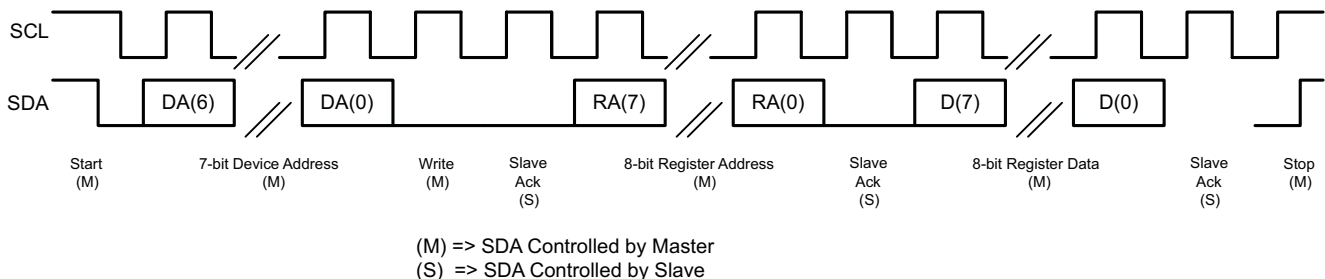 SCL
SDA
DA(6)
DA(0)
RA(7)
RA(0)
D(7)
D(0)
Start
(M)
7-bit Device Address
(M)
Write
(M)
Slave
Ack
(S)
8-bit Register Address
(M)
Slave
Ack
(S)
8-bit Register Data
(M)
Slave
Ack
(S)
Stop
(M)
(M) => SDA Controlled by Master
(S) => SDA Controlled by Slave